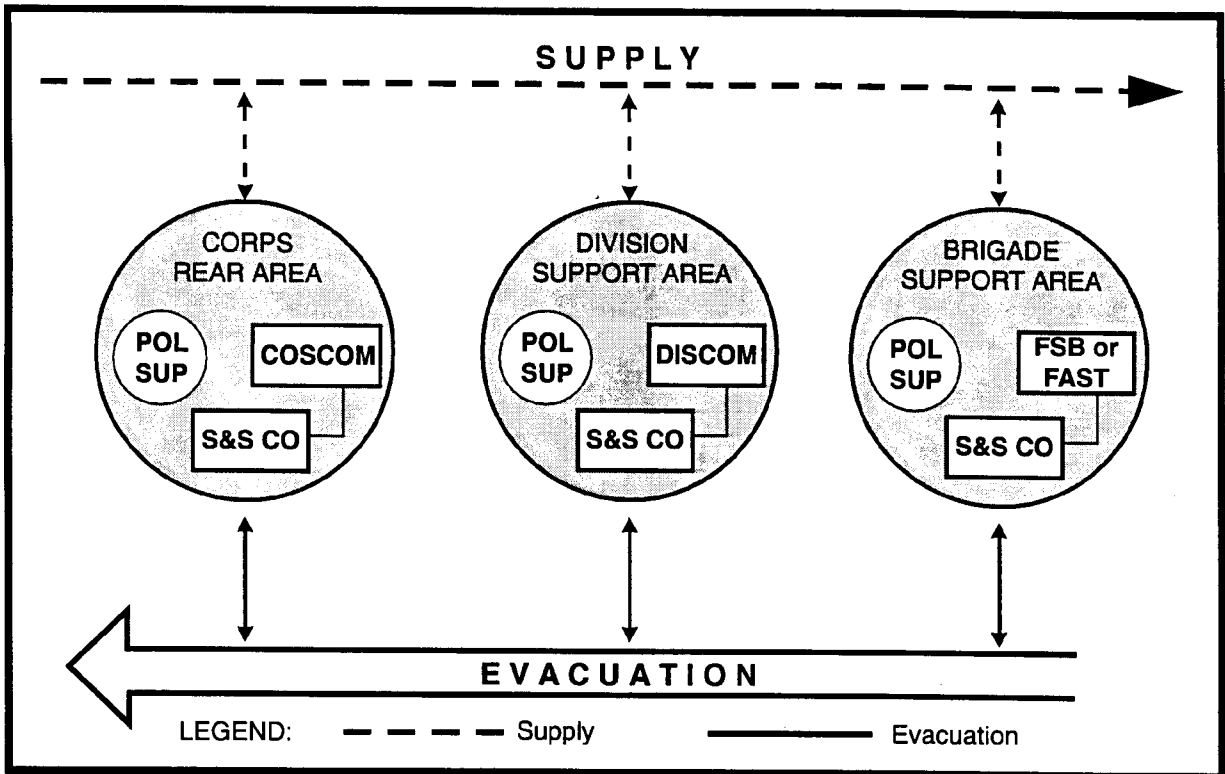 SUPPLY
CORPS
REAR AREA
POL
SUP
COSCOM
S&S CO
DIVISION
SUPPORT AREA
POL
SUP
DISCOM
S&S CO
BRIGADE
SUPPORT AREA
POL
SUP
FSB or
FAST
S&S CO
EVACUATION
LEGEND: Supply Evacuation